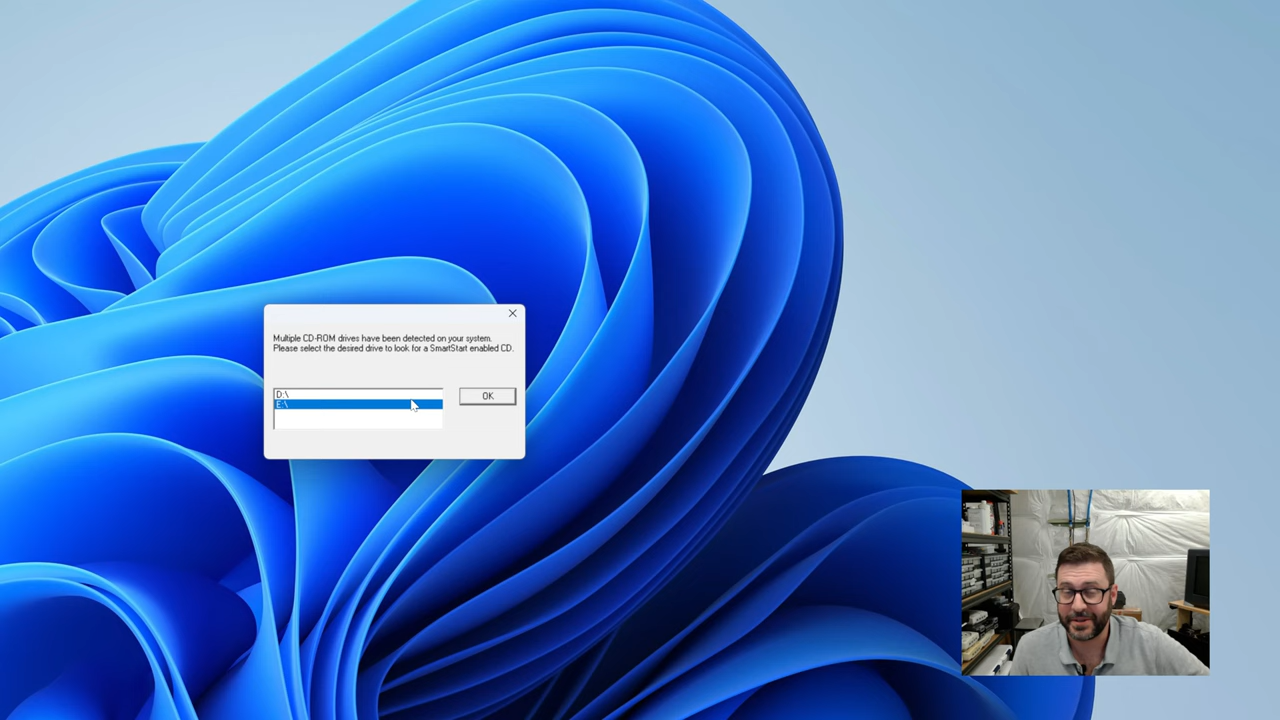 Multiple CD-ROM drives have been detected on your system.
Please select the desired drive to look for a SmartStart enabled CD.
D:\
E:\
OK